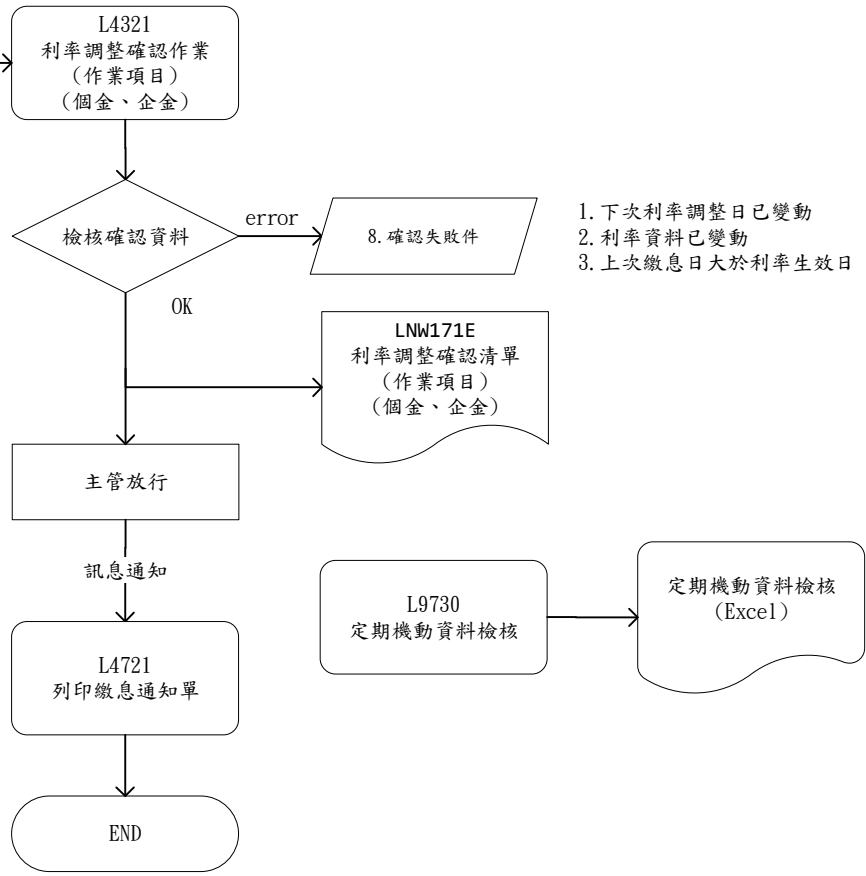 L4321
利率調整確認作業
(作業項目)
(個金、企金)
檢核確認資料
error
8.確認失敗件
1.下次利率調整日已變動
2.利率資料已變動
3.上次繳息日大於利率生效日
OK
LNW171E
利率調整確認清單
(作業項目)
(個金、企金)
主管放行
訊息通知
L9730
定期機動資料檢核
定期機動資料檢核
(Excel)
L4721
列印繳息通知單
END